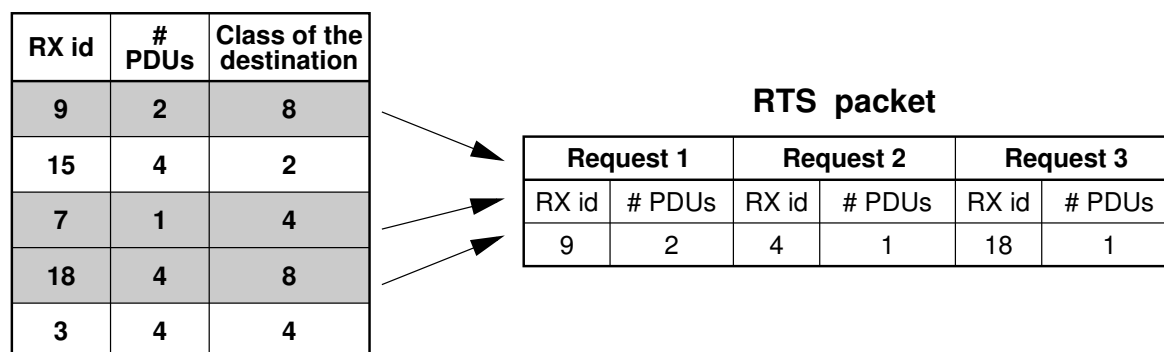 RX id # PDUs Class of the destination
9 2 8
15 4 2
7 1 4
18 4 8
3 4 4
RTS packet
Request 1 Request 2 Request 3
RX id # PDUs RX id # PDUs RX id # PDUs
9 2 4 1 18 1